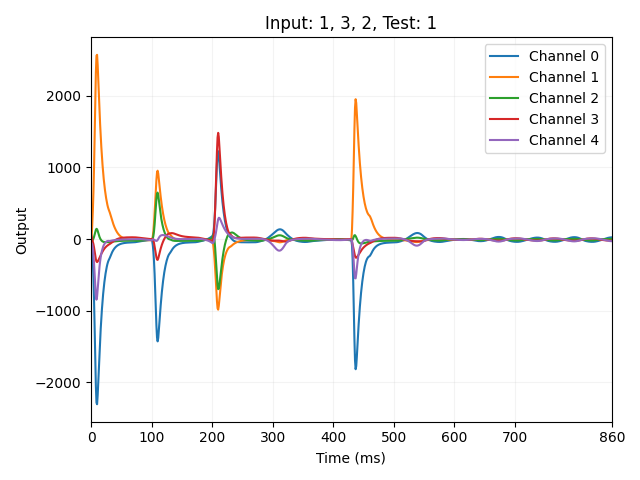 Input: 1, 3, 2, Test: 1
Channel 0
Channel 1
Channel 2
Channel 3
Channel 4
Output
2000
1000
0
−1000
−2000
0 100 200 300 400 500 600 700 860
Time (ms)